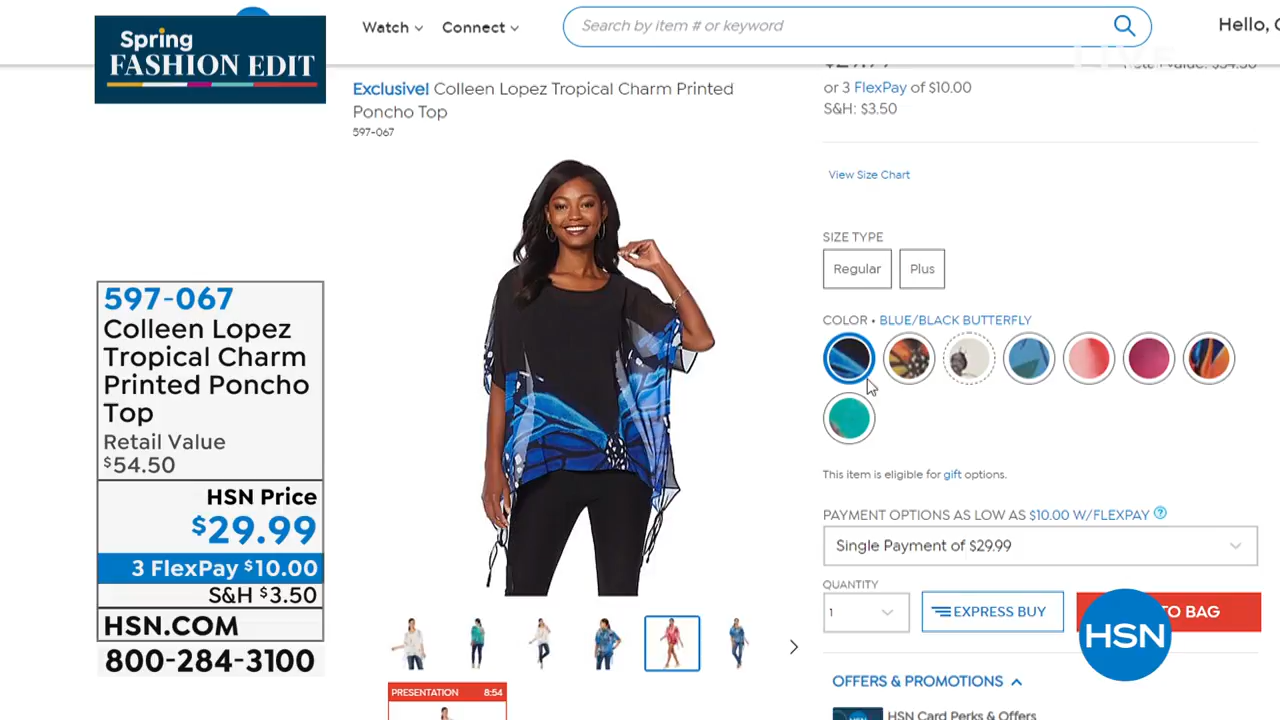 Spring
FASHION EDIT
Watch
Connect
Search by item # or keyword
Hello,
LIVE
Exclusive! Colleen Lopez Tropical Charm Printed
Poncho Top
597-067
or 3 FlexPay of $10.00
S&H: $3.50
View Size Chart
SIZE TYPE
Regular
Plus
COLOR • BLUE/BLACK BUTTERFLY
This item is eligible for gift options.
PAYMENT OPTIONS AS LOW AS $10.00 W/FLEXPAY ?
Single Payment of $29.99
QUANTITY
1
EXPRESS BUY
TO BAG
HSN
OFFERS & PROMOTIONS
HSN Card Perks & Offers
597-067
Colleen Lopez
Tropical Charm
Printed Poncho
Top
Retail Value
$54.50
HSN Price
$29.99
3 FlexPay $10.00
S&H $3.50
HSN.COM
800-284-3100
PRESENTATION 8:54